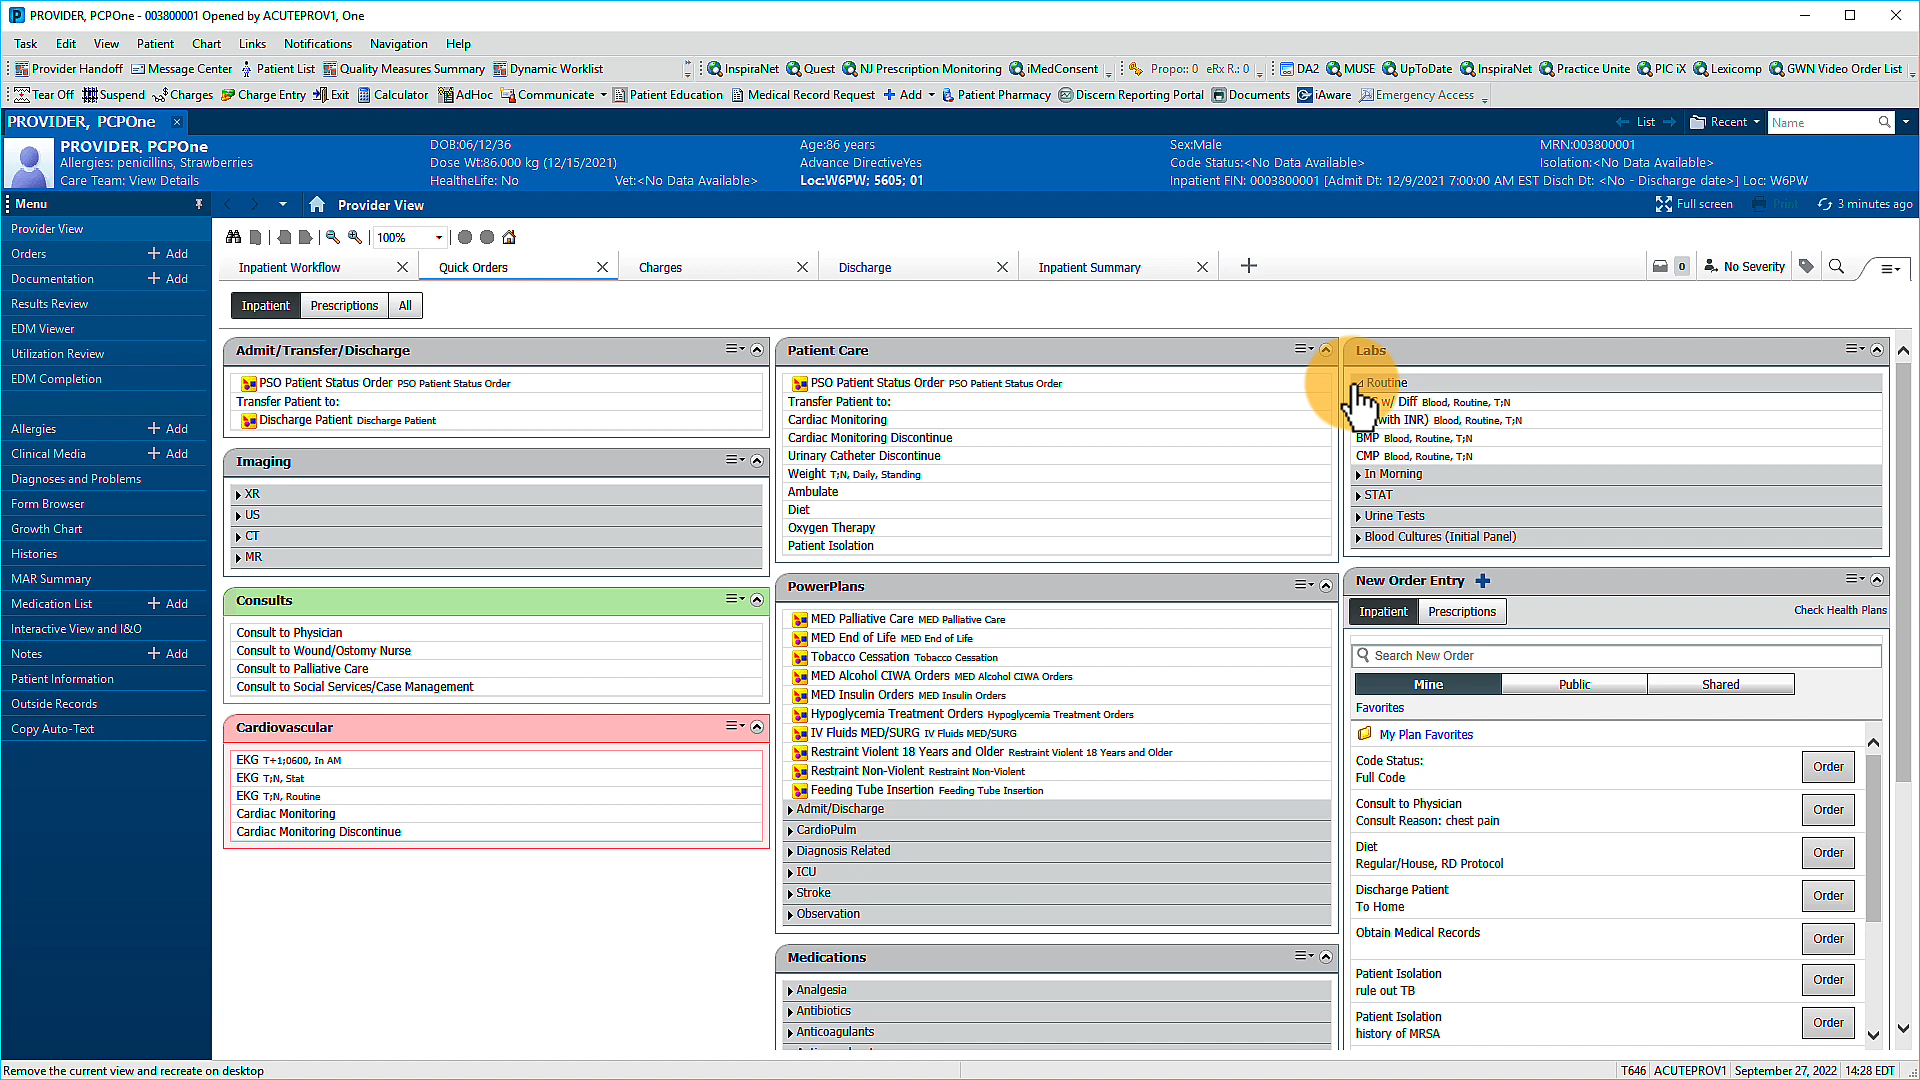 PROVIDER, PCPOne - 003800001 Opened by ACUTEPROV1, One
Task Edit View Patient Chart Links Notifications Navigation Help
Provider Handoff Message Center Patient List Quality Measures Summary Dynamic Worklist InspiraNet Quest NJ Prescription Monitoring iMedConsent Propo.: 0 eRx R.: 0 DA2 MUSE UpToDate InspiraNet Practice Unite PIC iX Lexicomp GWN Video Order List
Tear Off Suspend Charges Charge Entry Exit Calculator AdHoc Communicate Patient Education Medical Record Request Add Patient Pharmacy Discern Reporting Portal Documents iAware Emergency Access
PROVIDER, PCPOne List Recent Name
PROVIDER, PCPOne DOB:06/12/36 Age:86 years Sex:Male MRN:003800001
Allergies: penicillins, Strawberries Dose Wt:86.000 kg (12/15/2021) Advance DirectiveYes Code Status:<No Data Available> Isolation:<No Data Available>
Care Team: View Details HealtheLife: No Vet:<No Data Available> Loc:W6PW; 5605; 01 Inpatient FIN: 0003800001 [Admit Dt: 12/9/2021 7:00:00 AM EST Disch Dt: <No - Discharge date>] Loc: W6PW
Menu Provider View Full screen Print 3 minutes ago
Provider View
Orders Add
Documentation Add
Results Review
EDM Viewer
Utilization Review
EDM Completion
Allergies Add
Clinical Media Add
Diagnoses and Problems
Form Browser
Growth Chart
Histories
MAR Summary
Medication List Add
Interactive View and I&O
Notes Add
Patient Information
Outside Records
Copy Auto-Text
100%
Inpatient Workflow Quick Orders Charges Discharge Inpatient Summary 0 No Severity
Inpatient Prescriptions All
Admit/Transfer/Discharge
PSO Patient Status Order PSO Patient Status Order
Transfer Patient to:
Discharge Patient Discharge Patient
Imaging
XR
US
CT
MR
Consults
Consult to Physician
Consult to Wound/Ostomy Nurse
Consult to Palliative Care
Consult to Social Services/Case Management
Cardiovascular
EKG T+1;0600, In AM
EKG T;N, Stat
EKG T;N, Routine
Cardiac Monitoring
Cardiac Monitoring Discontinue
Patient Care
PSO Patient Status Order PSO Patient Status Order
Transfer Patient to:
Cardiac Monitoring
Cardiac Monitoring Discontinue
Urinary Catheter Discontinue
Weight T;N, Daily, Standing
Ambulate
Diet
Oxygen Therapy
Patient Isolation
PowerPlans
MED Palliative Care MED Palliative Care
MED End of Life MED End of Life
Tobacco Cessation Tobacco Cessation
MED Alcohol CIWA Orders MED Alcohol CIWA Orders
MED Insulin Orders MED Insulin Orders
Hypoglycemia Treatment Orders Hypoglycemia Treatment Orders
IV Fluids MED/SURG IV Fluids MED/SURG
Restraint Violent 18 Years and Older Restraint Violent 18 Years and Older
Restraint Non-Violent Restraint Non-Violent
Feeding Tube Insertion Feeding Tube Insertion
Admit/Discharge
CardioPulm
Diagnosis Related
ICU
Stroke
Observation
Medications
Analgesia
Antibiotics
Anticoagulants
Labs
Routine
w/ Diff Blood, Routine, T;N
with INR) Blood, Routine, T;N
BMP Blood, Routine, T;N
CMP Blood, Routine, T;N
In Morning
STAT
Urine Tests
Blood Cultures (Initial Panel)
New Order Entry
Inpatient Prescriptions Check Health Plans
Search New Order
Mine Public Shared
Favorites
My Plan Favorites
Code Status:
Full Code Order
Consult to Physician
Consult Reason: chest pain Order
Diet
Regular/House, RD Protocol Order
Discharge Patient
To Home Order
Obtain Medical Records Order
Patient Isolation
rule out TB Order
Patient Isolation
history of MRSA Order
Remove the current view and recreate on desktop T646 ACUTEPROV1 September 27, 2022 14:28 EDT